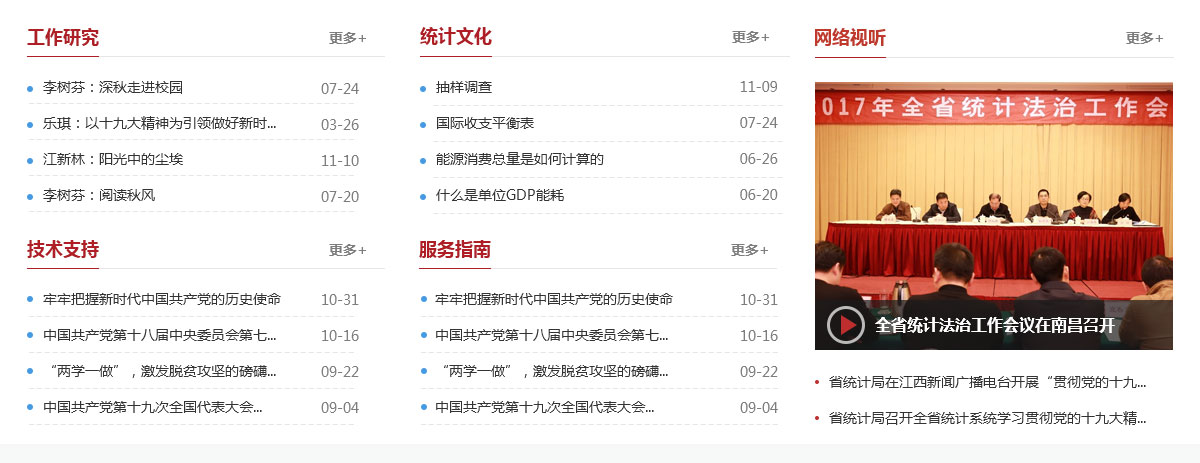 工作研究 更多+
李树芬：深秋走进校园 07-24
乐琪：以十九大精神为引领做好新时... 03-26
江新林：阳光中的尘埃 11-10
李树芬：阅读秋风 07-20
统计文化 更多+
抽样调查 11-09
国际收支平衡表 07-24
能源消费总量是如何计算的 06-26
什么是单位GDP能耗 06-20
技术支持 更多+
牢牢把握新时代中国共产党的历史使命 10-31
中国共产党第十八届中央委员会第七... 10-16
“两学一做”，激发脱贫攻坚的磅礴... 09-22
中国共产党第十九次全国代表大会... 09-04
服务指南 更多+
牢牢把握新时代中国共产党的历史使命 10-31
中国共产党第十八届中央委员会第七... 10-16
“两学一做”，激发脱贫攻坚的磅礴... 09-22
中国共产党第十九次全国代表大会... 09-04
网络视听 更多+
2017年全省统计法治工作会
全省统计法治工作会议在南昌召开
省统计局在江西新闻广播电台开展“贯彻党的十九...
省统计局召开全省统计系统学习贯彻党的十九大精...